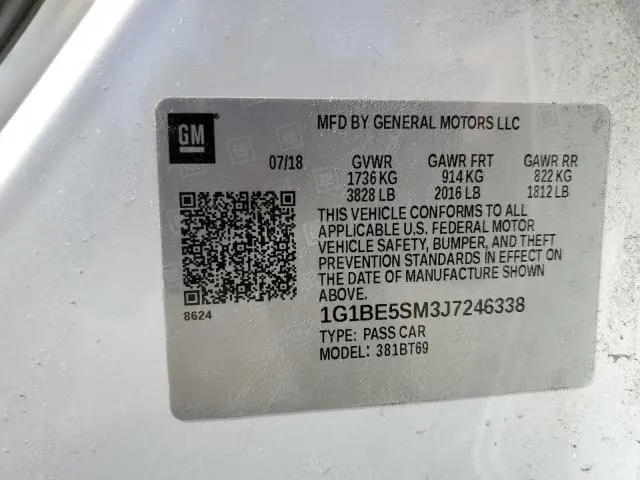 GM
MFD BY GENERAL MOTORS LLC
07/18 GVWR GAWR FRT GAWR RR
1736 KG 914 KG 822 KG
3828 LB 2016 LB 1812 LB
THIS VEHICLE CONFORMS TO ALL
APPLICABLE U.S. FEDERAL MOTOR
VEHICLE SAFETY, BUMPER, AND THEFT
PREVENTION STANDARDS IN EFFECT ON
THE DATE OF MANUFACTURE SHOWN
ABOVE.
8624
1G1BE5SM3J7246338
TYPE: PASS CAR
MODEL: 381BT69